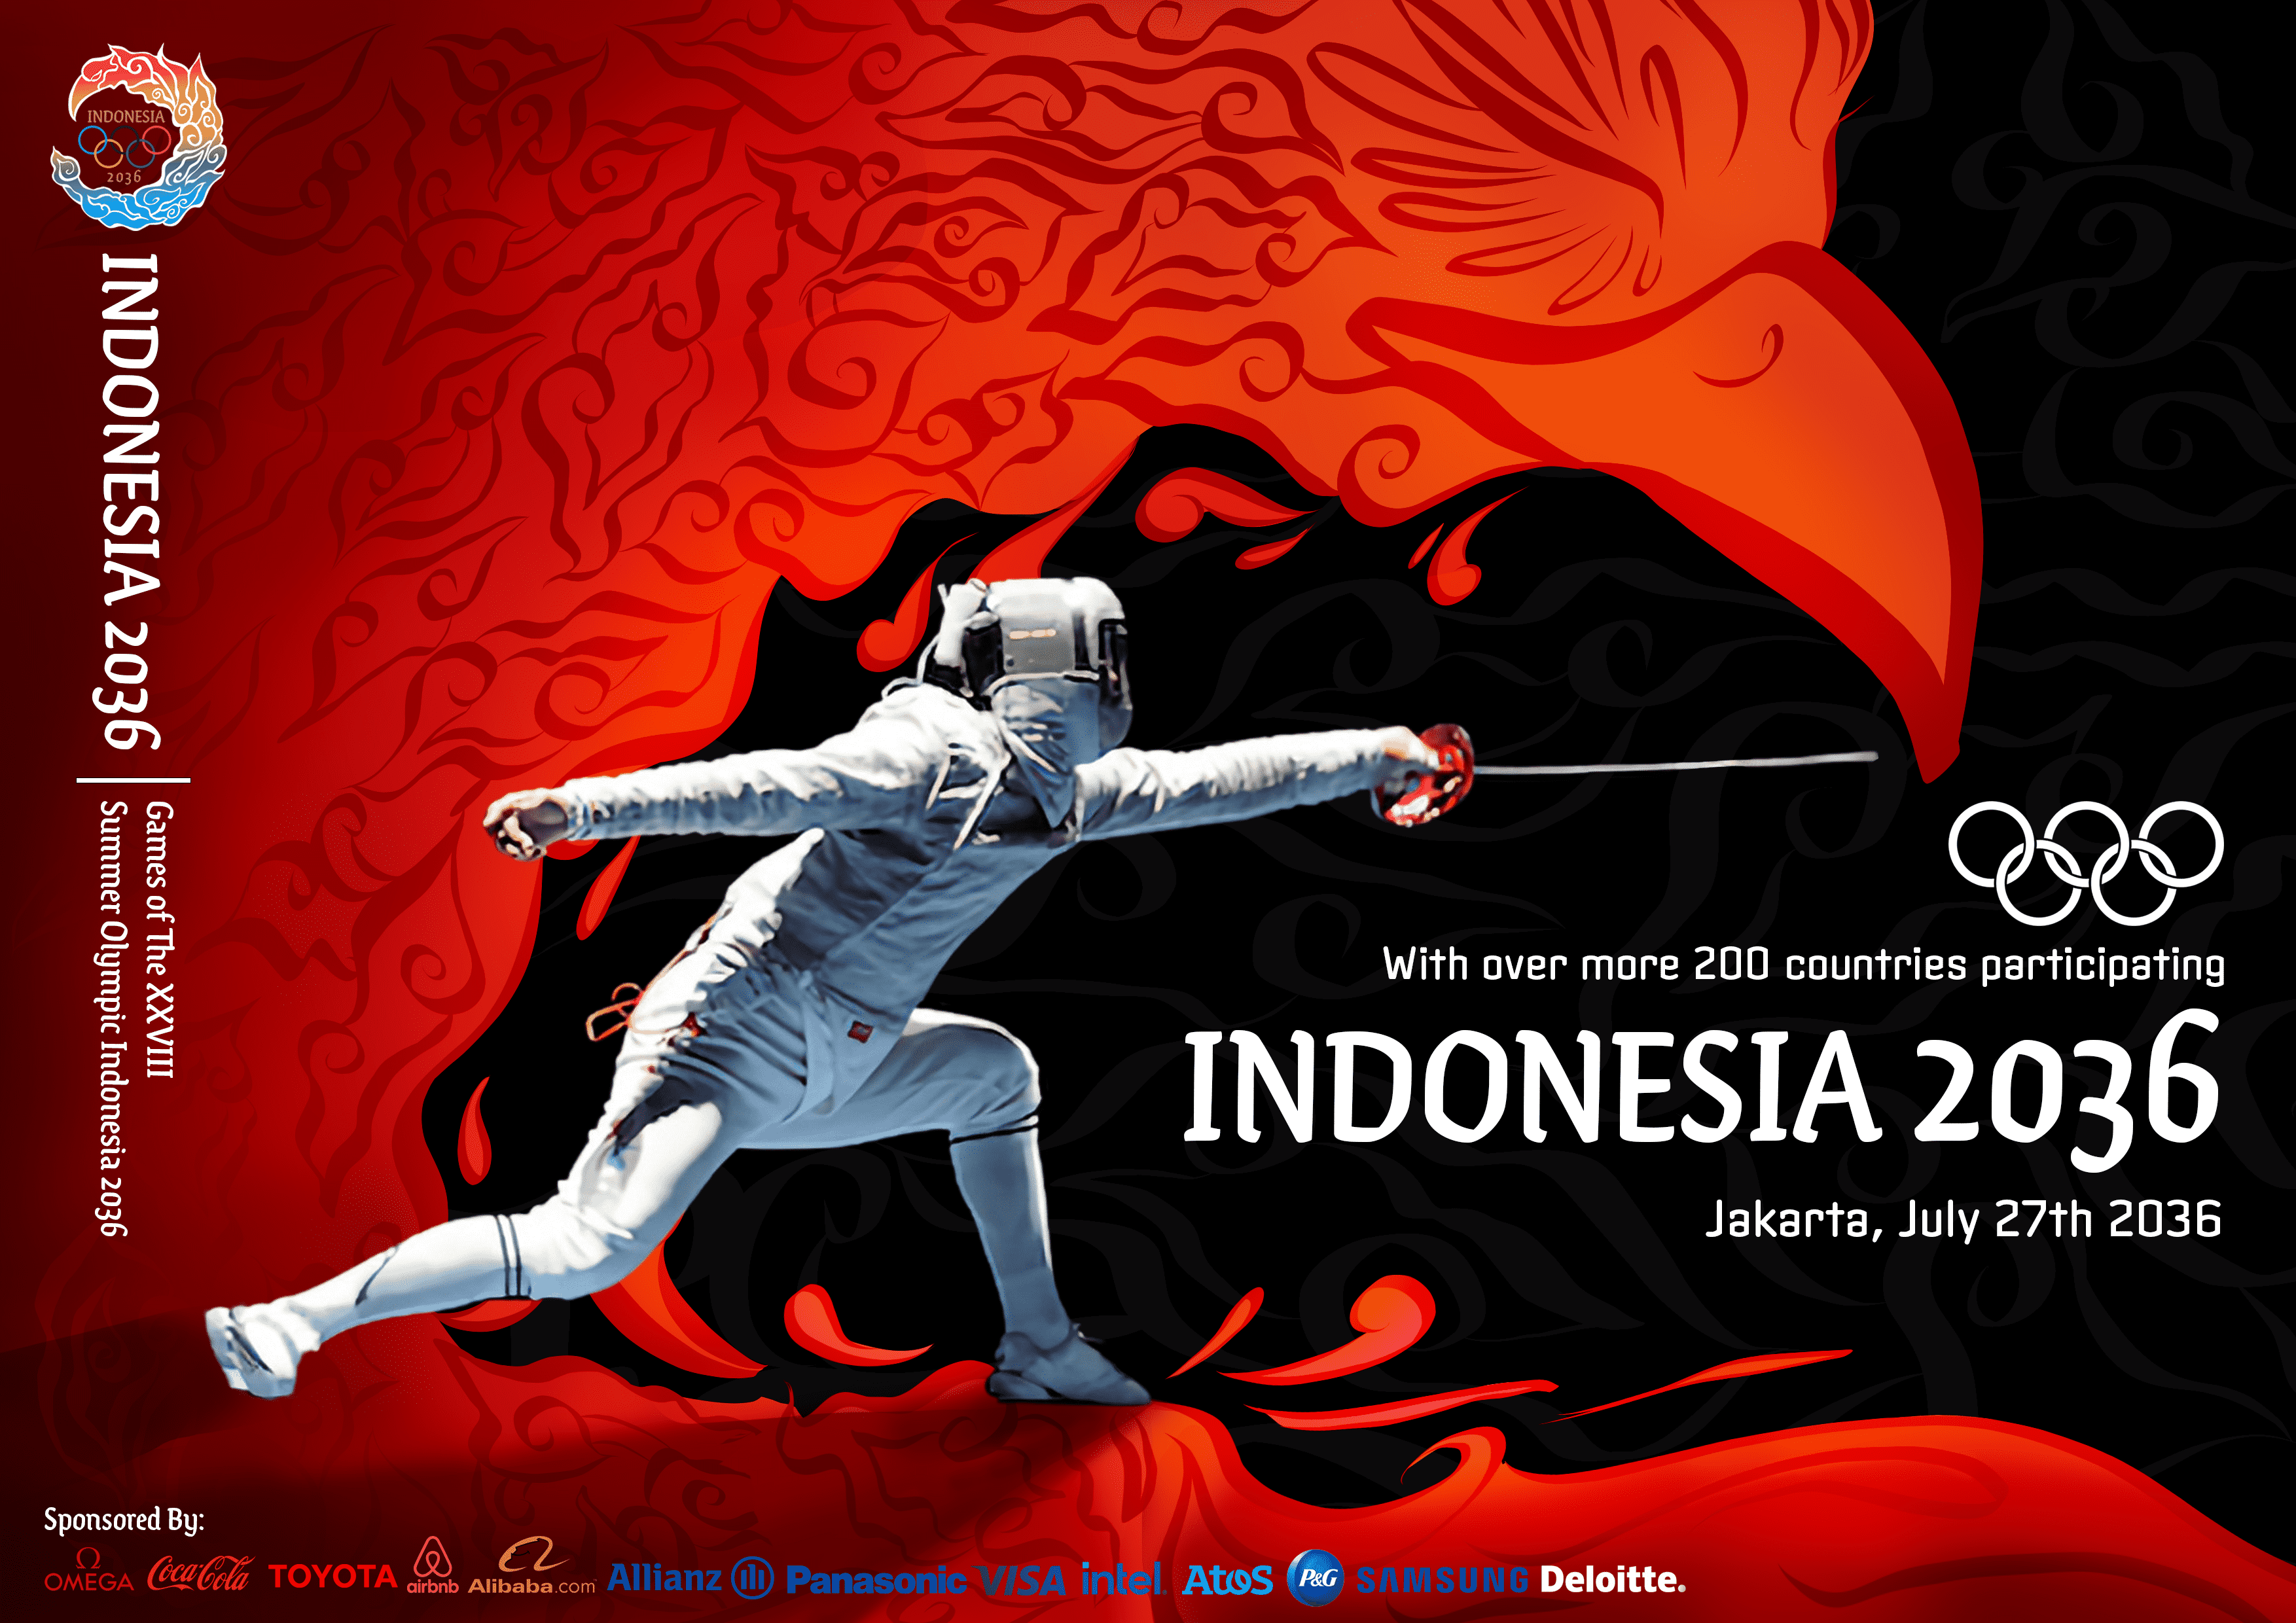 INDONESIA
2036
INDONESIA 2036
Games of The XXVIII
Summer Olympic Indonesia 2036
With over more 200 countries participating
INDONESIA 2036
Jakarta, July 27th 2036
Sponsored By:
Ω OMEGA Coca-Cola TOYOTA airbnb Alibaba.com Allianz Panasonic VISA intel. Atos P&G SAMSUNG Deloitte.